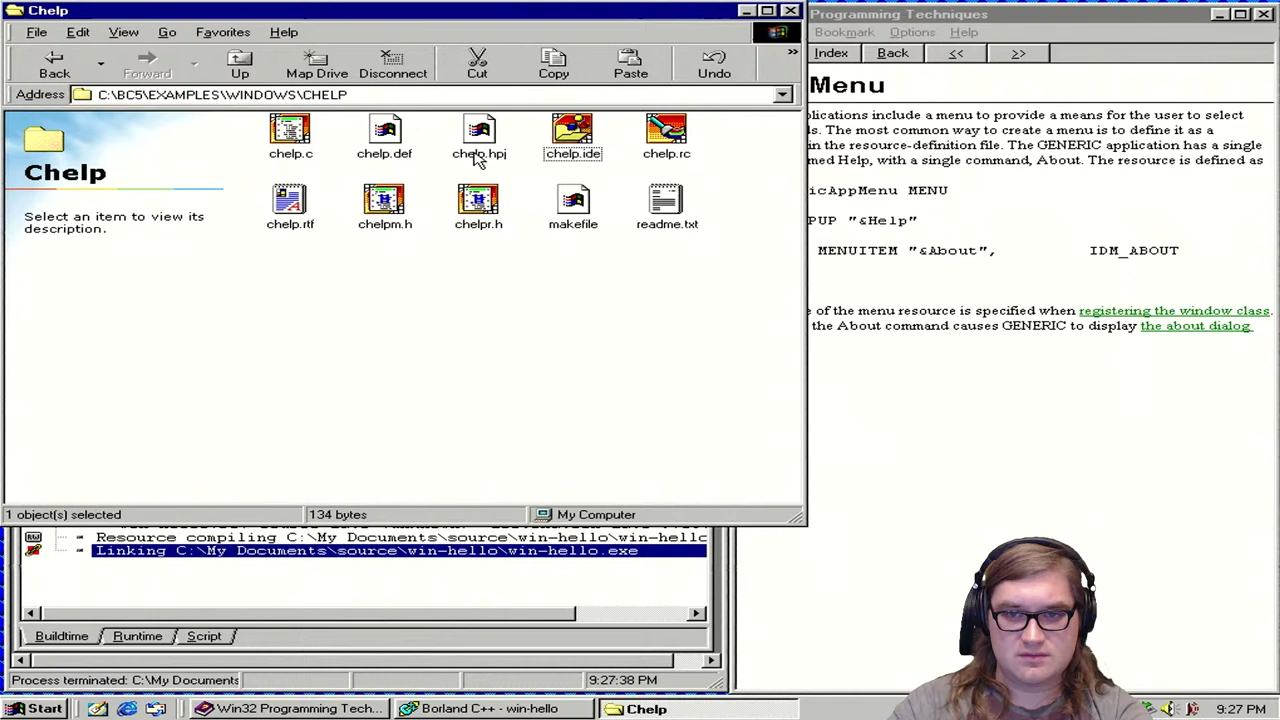 Chelp
Programming Techniques
File Edit View Go Favorites Help
Bookmark Options Help
Back Forward Up Map Drive Disconnect Cut Copy Paste Undo
Index Back << >>
Address C:\BC5\EXAMPLES\WINDOWS\CHELP
Menu
Chelp
Select an item to view its
description.
chelp.c chelp.def chelp.hpj chelp.ide chelp.rc
chelp.rtf chelpm.h chelpr.h makefile readme.txt
lications include a menu to provide a means for the user to select
ds. The most common way to create a menu is to define it as a
in the resource-definition file. The GENERIC application has a single
med Help, with a single command, About. The resource is defined as
icAppMenu MENU
PUP "&Help"
MENUITEM "&About", IDM_ABOUT
e of the menu resource is specified when registering the window class.
the About command causes GENERIC to display the about dialog
1 object(s) selected 134 bytes My Computer
Resource compiling C:\My Documents\source\win-hello\win-hello
Linking C:\My Documents\source\win-hello\win-hello.exe
Buildtime Runtime Script
Process terminated: C:\My Documents 9:27:38 PM
Start Win32 Programming Tech... Borland C++ - win-hello Chelp 9:27 PM